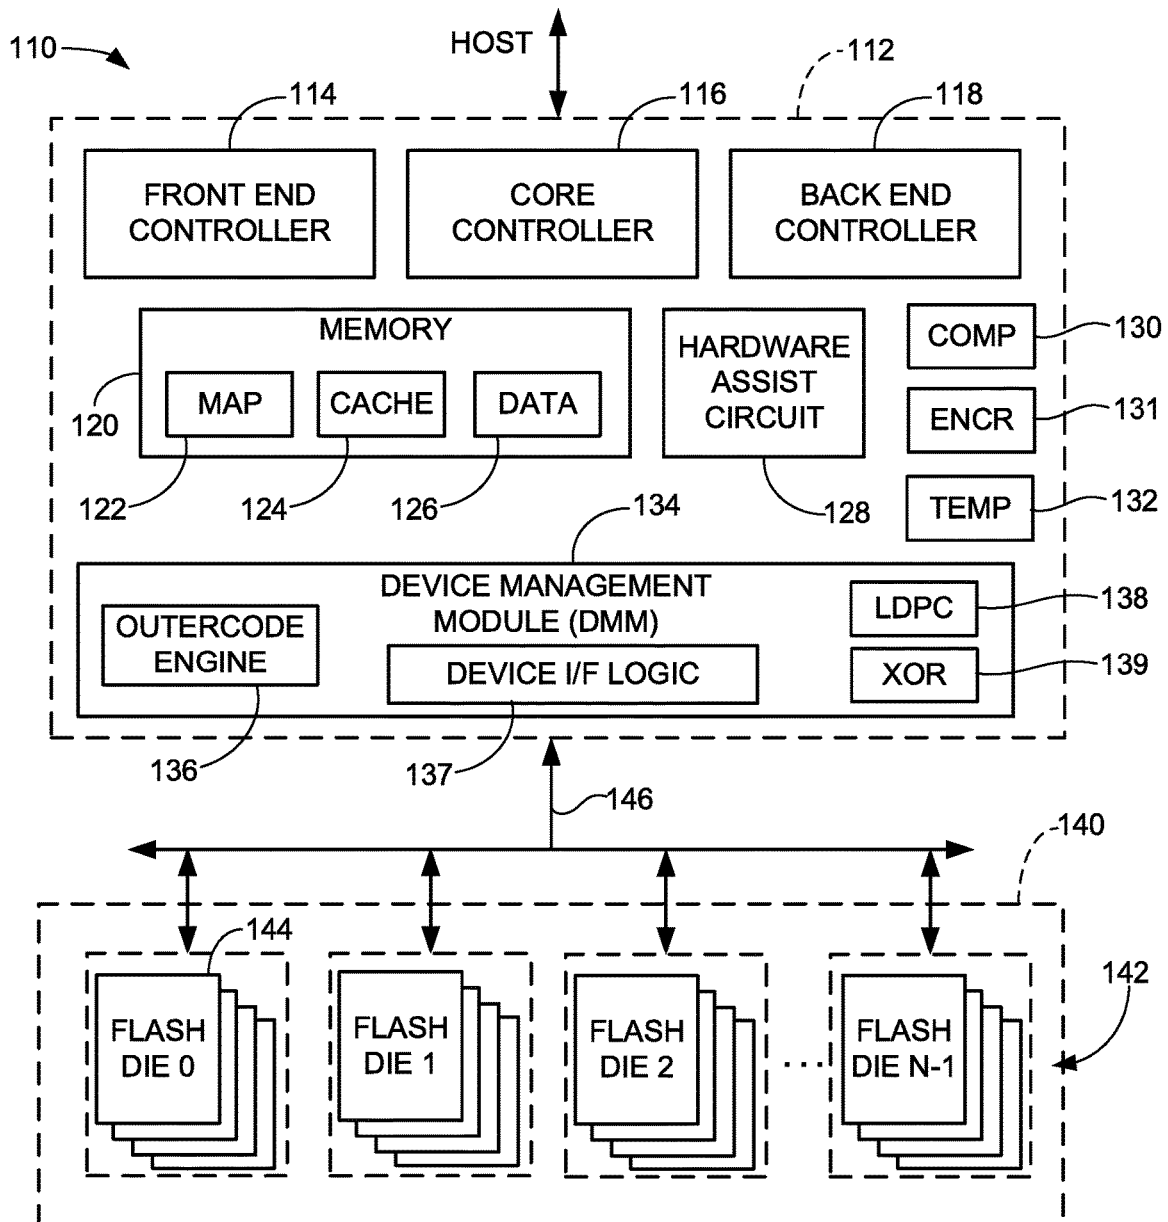 110
HOST
112
114
116
118
FRONT END
CONTROLLER
CORE
CONTROLLER
BACK END
CONTROLLER
MEMORY
MAP
CACHE
DATA
HARDWARE
ASSIST
CIRCUIT
COMP
130
ENCR
131
TEMP
132
120
122
124
126
134
128
DEVICE MANAGEMENT
MODULE (DMM)
OUTERCODE
ENGINE
DEVICE I/F LOGIC
LDPC
138
XOR
139
136
137
146
140
144
142
FLASH
DIE 0
FLASH
DIE 1
FLASH
DIE 2
. . .
FLASH
DIE N-1